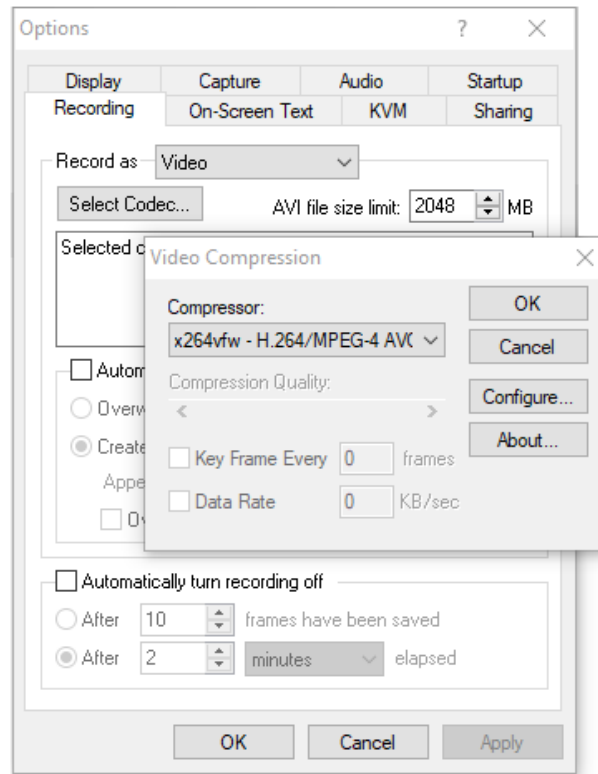 Options
?
Display Capture Audio Startup
Recording On-Screen Text KVM Sharing
Record as Video
Select Codec... AVI file size limit: 2048 MB
Selected
Video Compression
Compressor:
x264vfw - H.264/MPEG-4
OK
Cancel
Compression Quality:
Configure...
Key Frame Every 0 frames
About...
Data Rate 0 KB/sec
Automatically turn recording off
After 10 frames have been saved
After 2 minutes elapsed
OK Cancel Apply